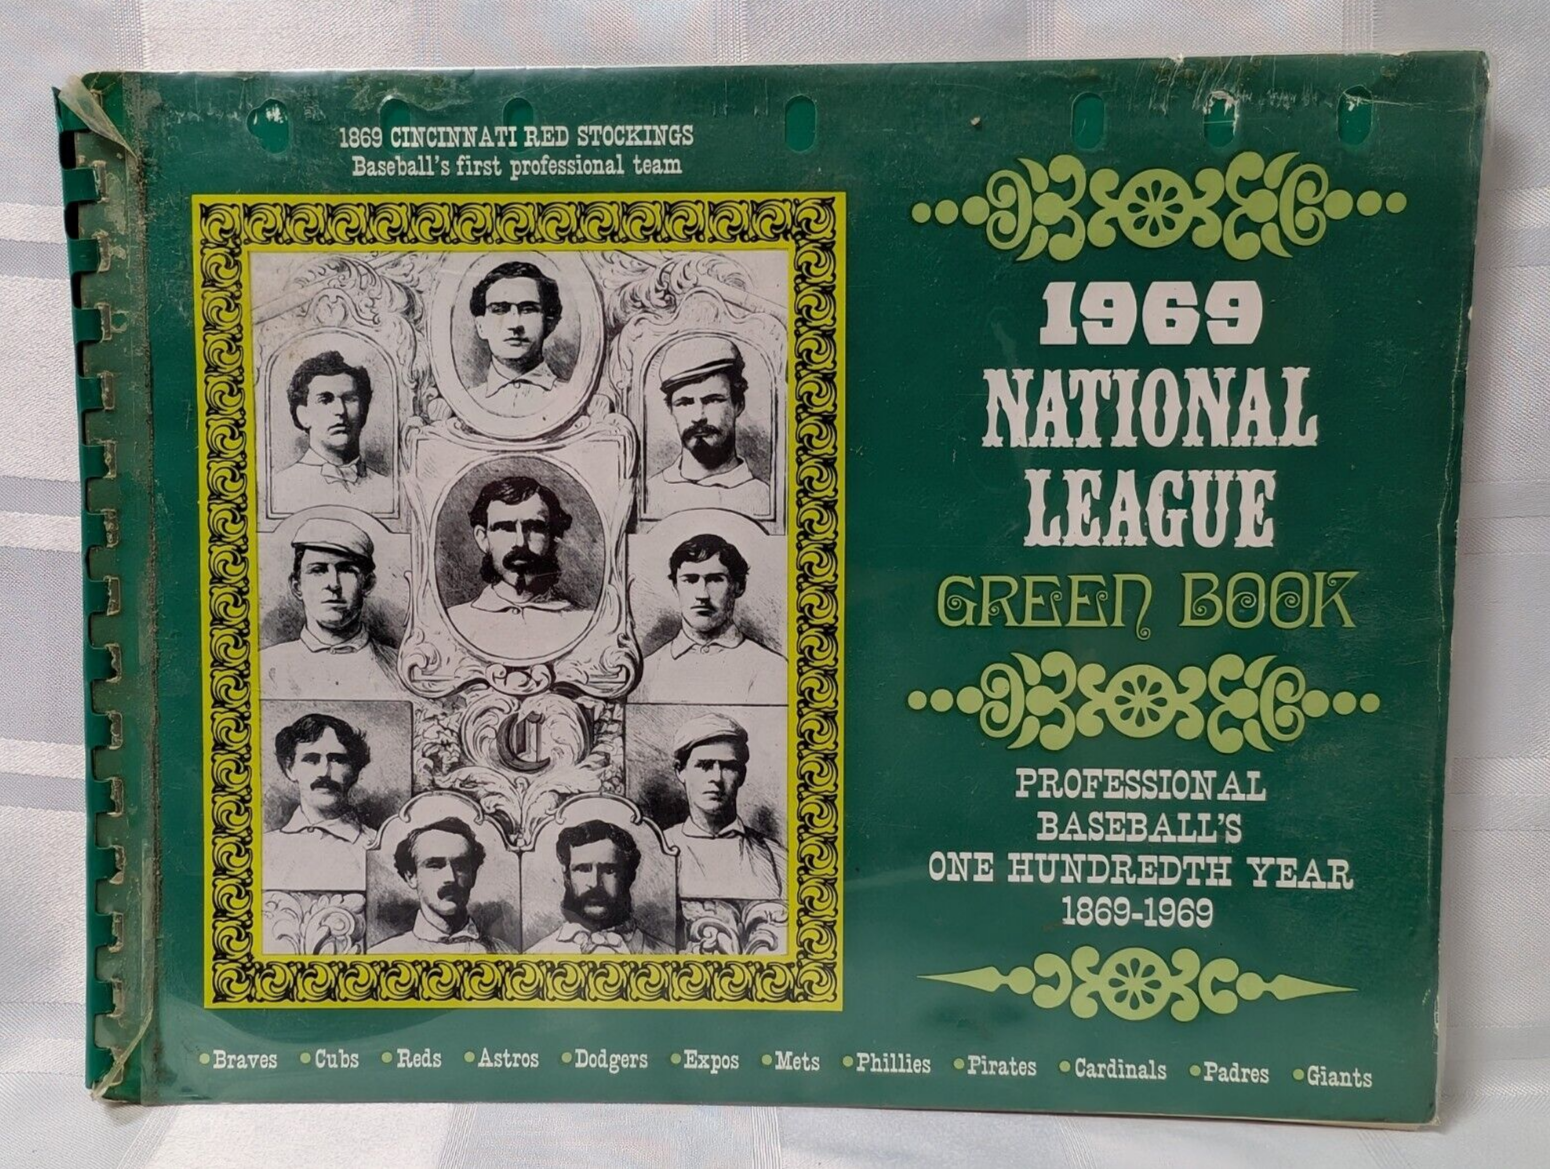 1869 CINCINNATI RED STOCKINGS
Baseball's first professional team
C
1969
NATIONAL
LEAGUE
GREEN BOOK
PROFESSIONAL
BASEBALL'S
ONE HUNDREDTH YEAR
1869-1969
•Braves •Cubs •Reds •Astros •Dodgers •Expos •Mets •Phillies •Pirates •Cardinals •Padres •Giants